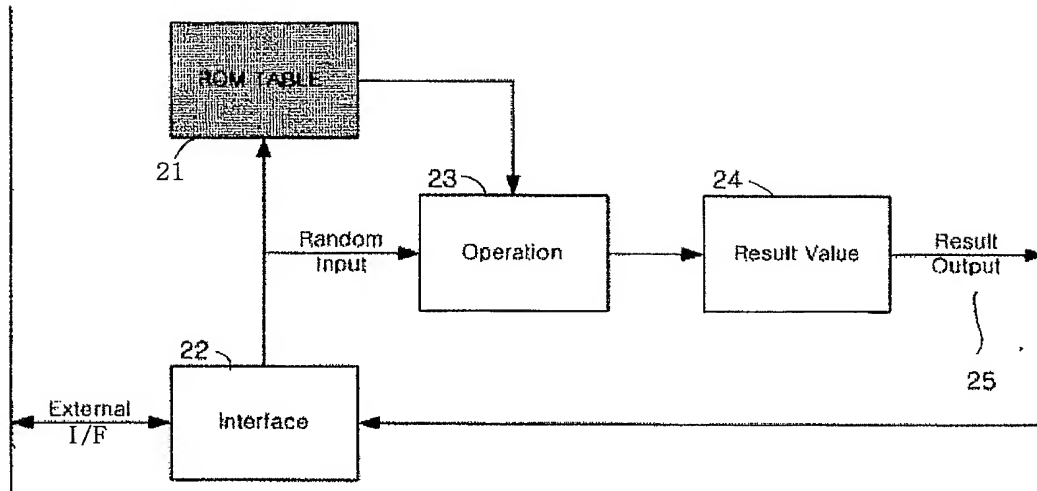 ROM TABLE
21
23
24
Random
Input
Operation
Result Value
Result
Output
22
25
External
I/F
Interface